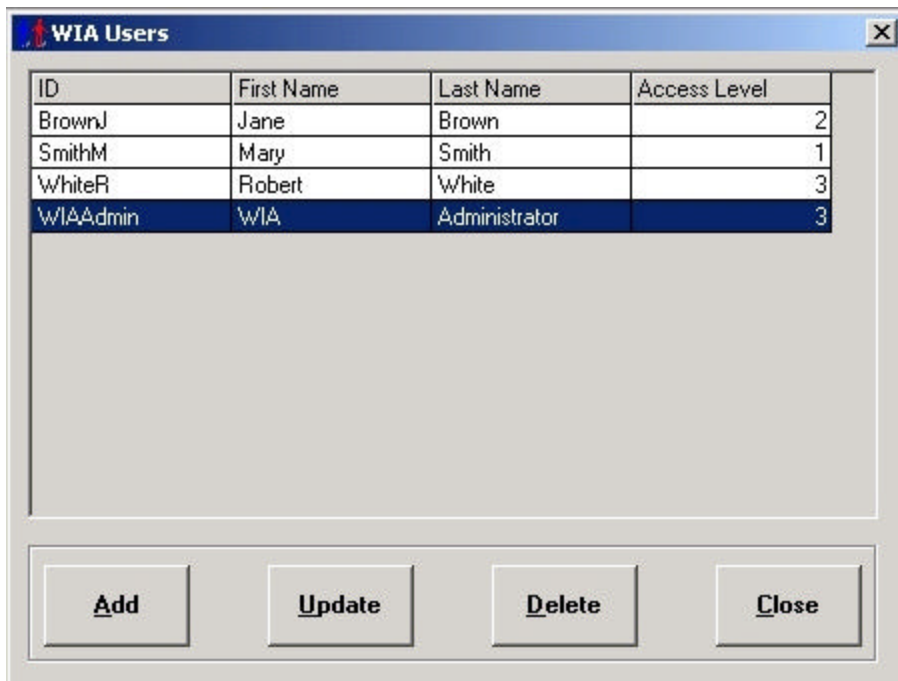 WIA Users
ID First Name Last Name Access Level
BrownJ Jane Brown 2
SmithM Mary Smith 1
WhiteR Robert White 3
WIAAdmin WIA Administrator 3
Add Update Delete Close